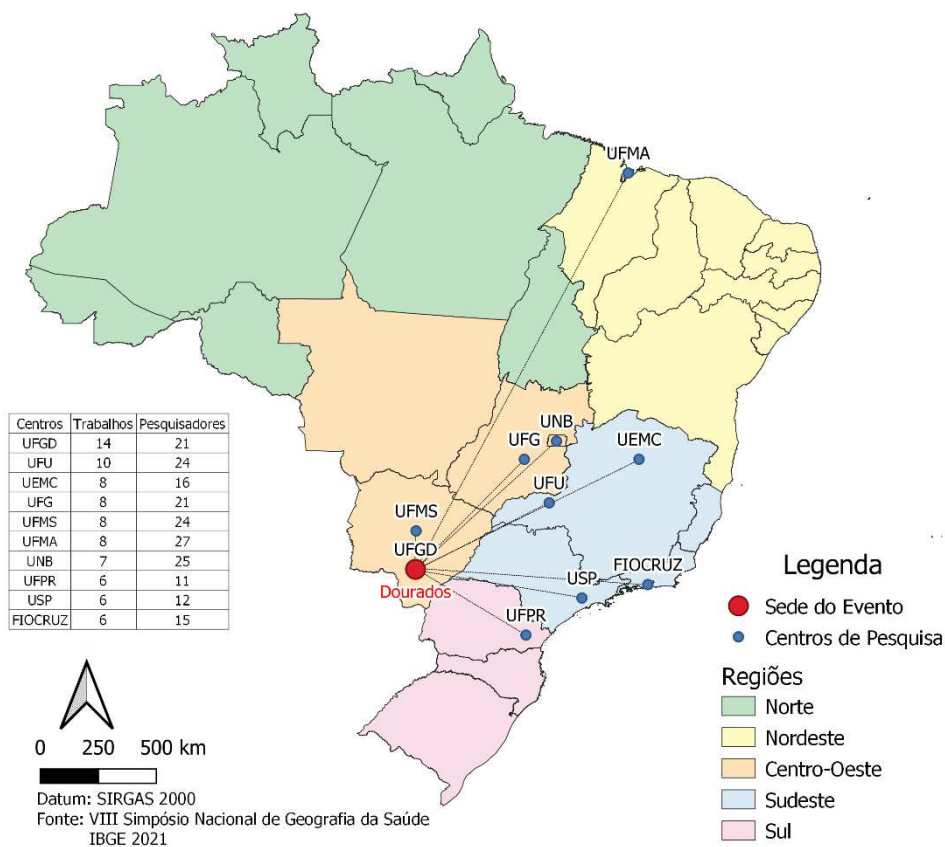 UFMA
UNB
UFG
UEMC
UFU
UFMS
UFGD
Dourados
USP
FIOCRUZ
UFPR
Centros Trabalhos Pesquisadores
UFGD 14 21
UFU 10 24
UEMC 8 16
UFG 8 21
UFMS 8 24
UFMA 8 27
UNB 7 25
UFPR 6 11
USP 6 12
FIOCRUZ 6 15
0 250 500 km
Datum: SIRGAS 2000
Fonte: VIII Simpósio Nacional de Geografia da Saúde
IBGE 2021
Legenda
Sede do Evento
Centros de Pesquisa
Regiões
Norte
Nordeste
Centro-Oeste
Sudeste
Sul